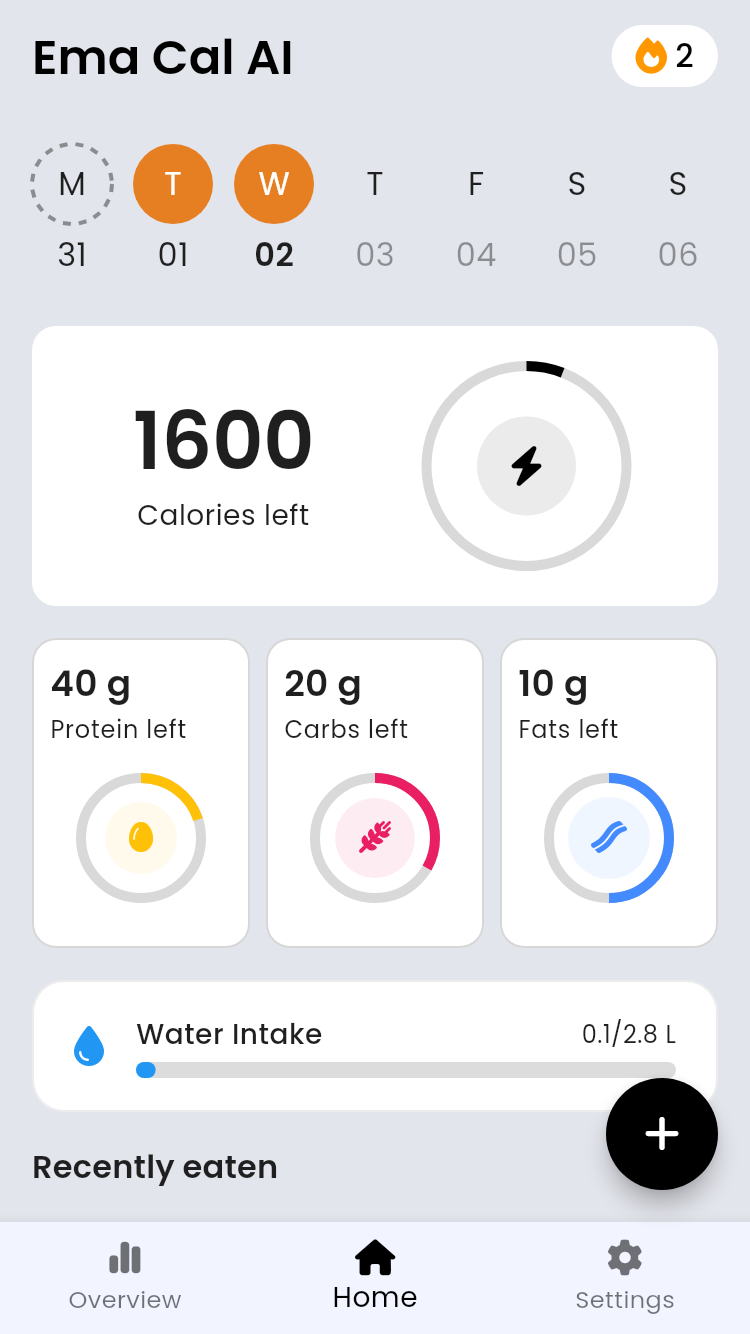 Ema Cal AI
2
M T W T F S S
31 01 02 03 04 05 06
1600
Calories left
40 g
Protein left
20 g
Carbs left
10 g
Fats left
Water Intake
0.1/2.8 L
Recently eaten
Overview
Home
Settings